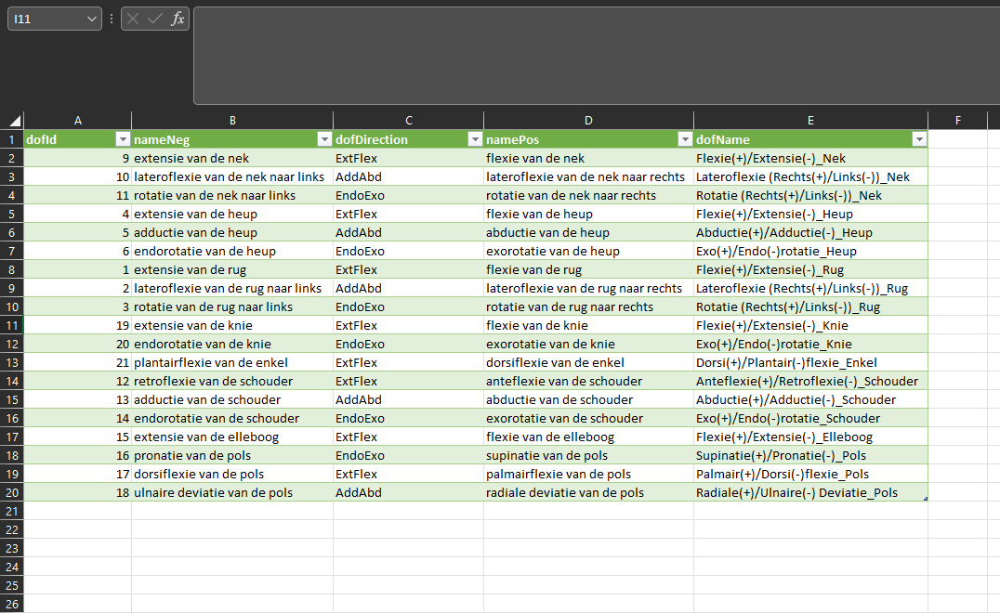 I11 fx
A B C D E F
1 dofId nameNeg dofDirection namePos dofName
2 9 extensie van de nek ExtFlex flexie van de nek Flexie(+)/Extensie(-)_Nek
3 10 lateroflexie van de nek naar links AddAbd lateroflexie van de nek naar rechts Lateroflexie (Rechts(+)/Links(-))_Nek
4 11 rotatie van de nek naar links EndoExo rotatie van de nek naar rechts Rotatie (Rechts(+)/Links(-))_Nek
5 4 extensie van de heup ExtFlex flexie van de heup Flexie(+)/Extensie(-)_Heup
6 5 adductie van de heup AddAbd abductie van de heup Abductie(+)/Adductie(-)_Heup
7 6 endorotatie van de heup EndoExo exorotatie van de heup Exo(+)/Endo(-)rotatie_Heup
8 1 extensie van de rug ExtFlex flexie van de rug Flexie(+)/Extensie(-)_Rug
9 2 lateroflexie van de rug naar links AddAbd lateroflexie van de rug naar rechts Lateroflexie (Rechts(+)/Links(-))_Rug
10 3 rotatie van de rug naar links EndoExo rotatie van de rug naar rechts Rotatie (Rechts(+)/Links(-))_Rug
11 19 extensie van de knie ExtFlex flexie van de knie Flexie(+)/Extensie(-)_Knie
12 20 endorotatie van de knie EndoExo exorotatie van de knie Exo(+)/Endo(-)rotatie_Knie
13 21 plantairflexie van de enkel ExtFlex dorsiflexie van de enkel Dorsi(+)/Plantair(-)flexie_Enkel
14 12 retroflexie van de schouder ExtFlex anteflexie van de schouder Anteflexie(+)/Retroflexie(-)_Schouder
15 13 adductie van de schouder AddAbd abductie van de schouder Abductie(+)/Adductie(-)_Schouder
16 14 endorotatie van de schouder EndoExo exorotatie van de schouder Exo(+)/Endo(-)rotatie_Schouder
17 15 extensie van de elleboog ExtFlex flexie van de elleboog Flexie(+)/Extensie(-)_Elleboog
18 16 pronatie van de pols EndoExo supinatie van de pols Supinatie(+)/Pronatie(-)_Pols
19 17 dorsiflexie van de pols ExtFlex palmairflexie van de pols Palmair(+)/Dorsi(-)flexie_Pols
20 18 ulnaire deviatie van de pols AddAbd radiale deviatie van de pols Radiale(+)/Ulnaire(-) Deviatie_Pols
21
22
23
24
25
26